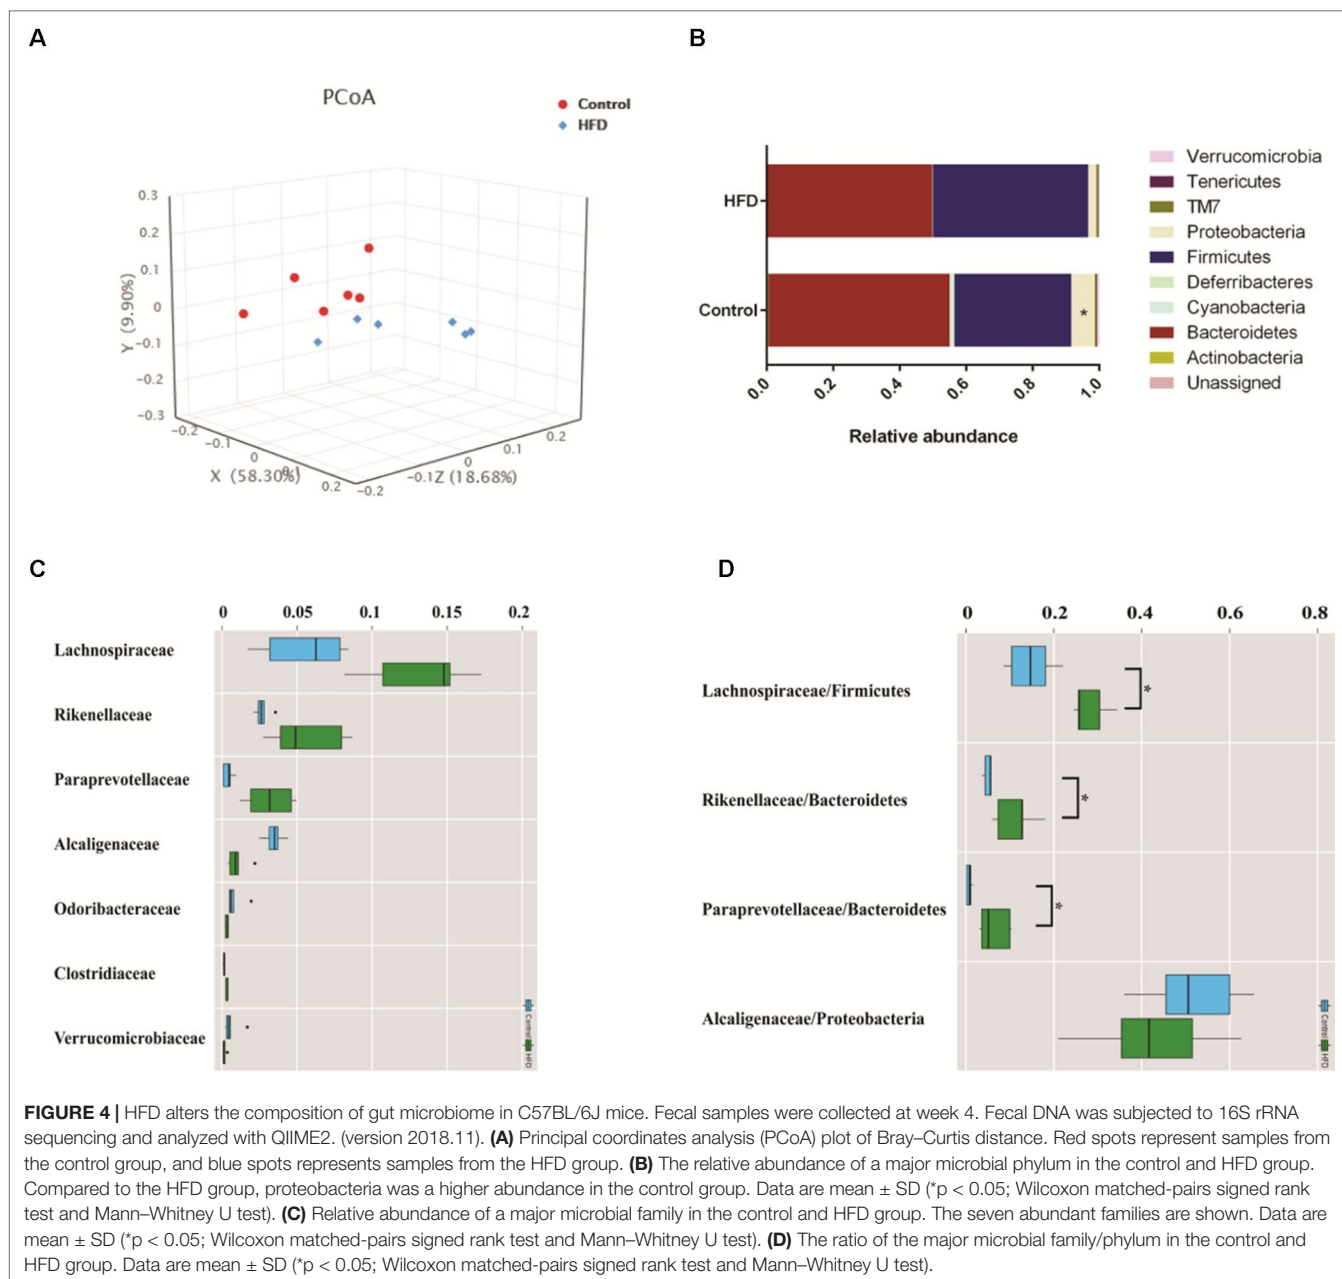 A
PCoA
Control
HFD
0.3
0.2
0.1
0
−0.1
−0.2
−0.3
Y (9.90%)
−0.2
−0.1
0
0.1
0.2
X (58.30%)
−0.2
−0.1
0
0.1
0.2
Z (18.68%)
B
HFD
Control
*
0.0
0.2
0.4
0.6
0.8
1.0
Relative abundance
Verrucomicrobia
Tenericutes
TM7
Proteobacteria
Firmicutes
Deferribacteres
Cyanobacteria
Bacteroidetes
Actinobacteria
Unassigned
C
0 0.05 0.1 0.15 0.2
Lachnospiraceae
Rikenellaceae
Paraprevotellaceae
Alcaligenaceae
Odoribacteraceae
Clostridiaceae
Verrucomicrobiaceae
Control
HFD
D
0 0.2 0.4 0.6 0.8
Lachnospiraceae/Firmicutes
*
Rikenellaceae/Bacteroidetes
*
Paraprevotellaceae/Bacteroidetes
*
Alcaligenaceae/Proteobacteria
Control
HFD
FIGURE 4 | HFD alters the composition of gut microbiome in C57BL/6J mice. Fecal samples were collected at week 4. Fecal DNA was subjected to 16S rRNA
sequencing and analyzed with QIIME2. (version 2018.11). (A) Principal coordinates analysis (PCoA) plot of Bray–Curtis distance. Red spots represent samples from
the control group, and blue spots represents samples from the HFD group. (B) The relative abundance of a major microbial phylum in the control and HFD group.
Compared to the HFD group, proteobacteria was a higher abundance in the control group. Data are mean ± SD (*p < 0.05; Wilcoxon matched-pairs signed rank
test and Mann–Whitney U test). (C) Relative abundance of a major microbial family in the control and HFD group. The seven abundant families are shown. Data are
mean ± SD (*p < 0.05; Wilcoxon matched-pairs signed rank test and Mann–Whitney U test). (D) The ratio of the major microbial family/phylum in the control and
HFD group. Data are mean ± SD (*p < 0.05; Wilcoxon matched-pairs signed rank test and Mann–Whitney U test).